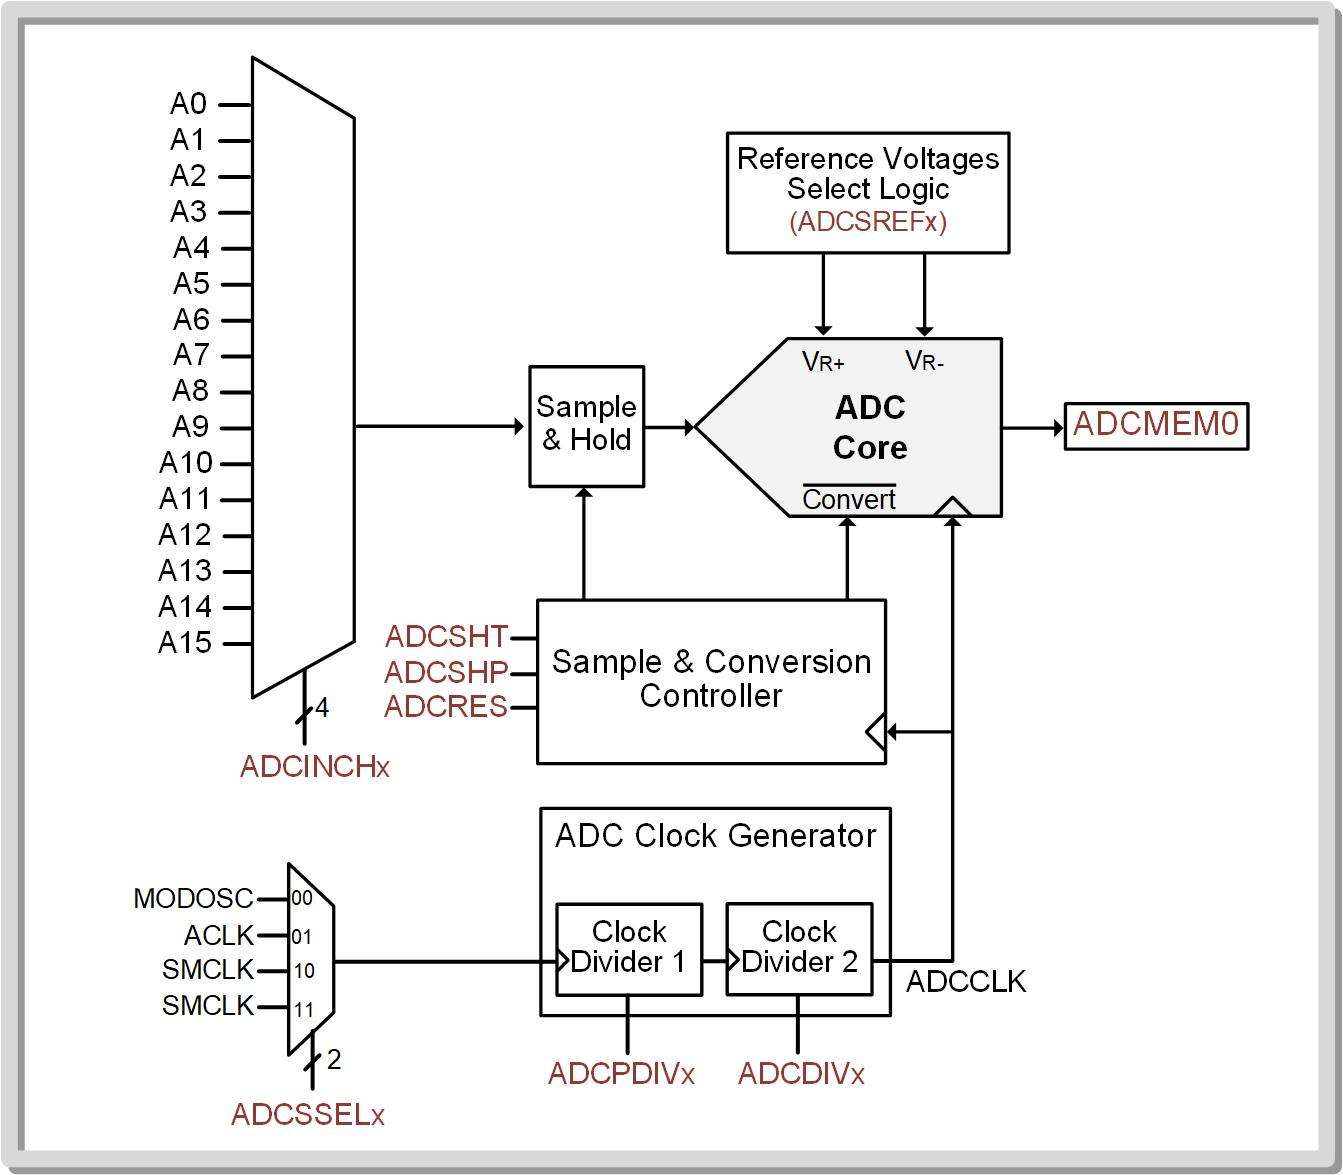 A0
A1
A2
A3
A4
A5
A6
A7
A8
A9
A10
A11
A12
A13
A14
A15
4
ADCINCHx
Reference Voltages
Select Logic
(ADCSREFx)
VR+ VR-
ADC
Core
Convert
Sample
& Hold
ADCMEM0
ADCSHT
ADCSHP
ADCRES
Sample & Conversion
Controller
ADC Clock Generator
Clock
Divider 1
Clock
Divider 2
ADCCLK
ADCPDIVx
ADCDIVx
MODOSC 00
ACLK 01
SMCLK 10
SMCLK 11
2
ADCSSELx